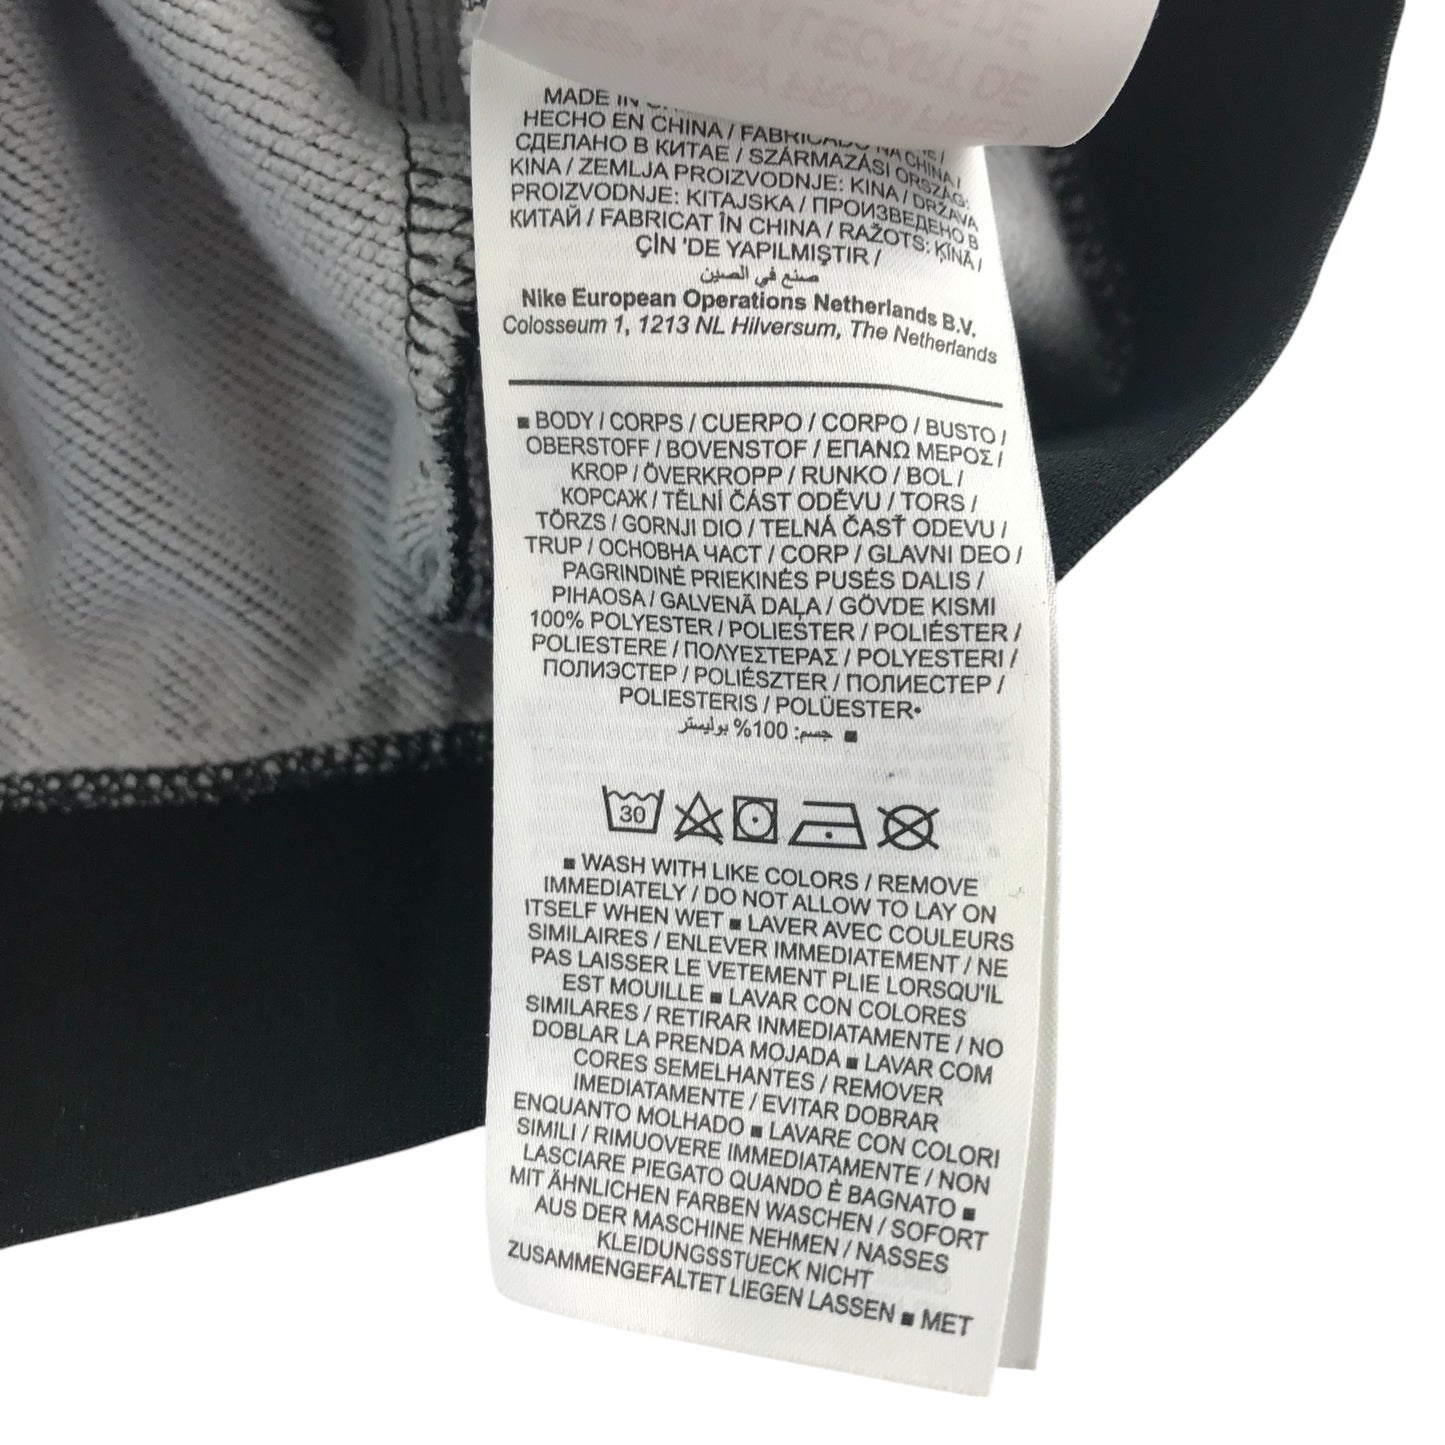 KEEP AWAY FROM FIRE /
MADE IN
HECHO EN CHINA / FABRICADO NA CHINA /
СДЕЛАНО В КИТАЕ / SZÁRMAZÁSI ORSZÁG:
KINA / ZEMLJA PROIZVODNJE: KINA / DRŽAVA
PROIZVODNJE: KITAJSKA / ПРОИЗВЕДЕНО В
КИТАЙ / FABRICAT ÎN CHINA / RAŽOTS: ĶĪNĀ /
ÇİN 'DE YAPILMIŞTIR /
صنع في الصين
Nike European Operations Netherlands B.V.
Colosseum 1, 1213 NL Hilversum, The Netherlands
■ BODY / CORPS / CUERPO / CORPO / BUSTO /
OBERSTOFF / BOVENSTOF / ΕΠΑΝΩ ΜΕΡΟΣ /
KROP / ÖVERKROPP / RUNKO / BOL /
КОРСАЖ / TĚLNÍ ČÁST ODĚVU / TORS /
TÖRZS / GORNJI DIO / TELNÁ ČASŤ ODEVU /
TRUP / ОСНОВНА ЧАСТ / CORP / GLAVNI DEO /
PAGRINDINĖ PRIEKINĖS PUSĖS DALIS /
PIHAOSA / GALVENĀ DAĻA / GÖVDE KISMI
100% POLYESTER / POLIESTER / POLIÉSTER /
POLIESTERE / ΠΟΛΥΕΣΤΕΡΑΣ / POLYESTERI /
ПОЛИЭСТЕР / POLIÉSZTER / ПОЛИЕСТЕР /
POLIESTERIS / POLÜESTER•
■ جسم: 100% بوليستر
30
■ WASH WITH LIKE COLORS / REMOVE
IMMEDIATELY / DO NOT ALLOW TO LAY ON
ITSELF WHEN WET ■ LAVER AVEC COULEURS
SIMILAIRES / ENLEVER IMMEDIATEMENT / NE
PAS LAISSER LE VETEMENT PLIE LORSQU'IL
EST MOUILLE ■ LAVAR CON COLORES
SIMILARES / RETIRAR INMEDIATAMENTE / NO
DOBLAR LA PRENDA MOJADA ■ LAVAR COM
CORES SEMELHANTES / REMOVER
IMEDIATAMENTE / EVITAR DOBRAR
ENQUANTO MOLHADO ■ LAVARE CON COLORI
SIMILI / RIMUOVERE IMMEDIATAMENTE / NON
LASCIARE PIEGATO QUANDO È BAGNATO ■
MIT ÄHNLICHEN FARBEN WASCHEN / SOFORT
AUS DER MASCHINE NEHMEN / NASSES
KLEIDUNGSSTUECK NICHT
ZUSAMMENGEFALTET LIEGEN LASSEN ■ MET